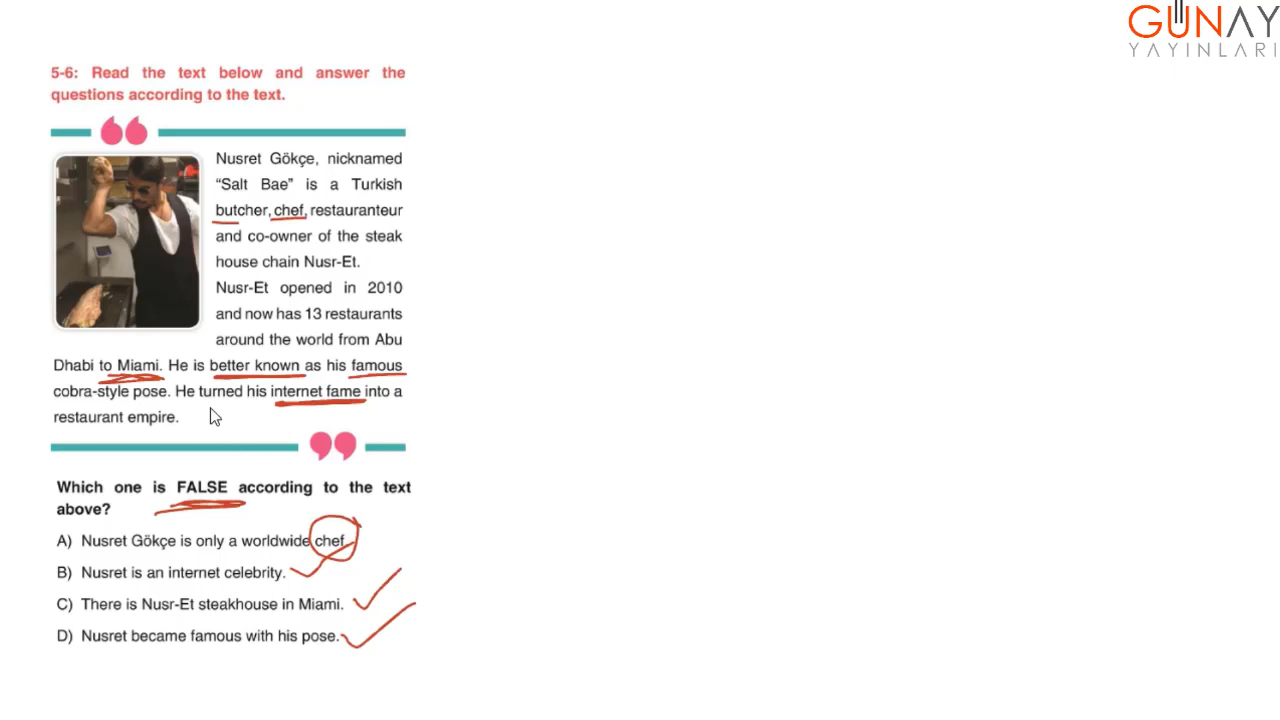 GÜNAY
YAYINLARI
5-6: Read the text below and answer the
questions according to the text.
Nusret Gökçe, nicknamed
“Salt Bae” is a Turkish
butcher, chef, restauranteur
and co-owner of the steak
house chain Nusr-Et.
Nusr-Et opened in 2010
and now has 13 restaurants
around the world from Abu
Dhabi to Miami. He is better known as his famous
cobra-style pose. He turned his internet fame into a
restaurant empire.
Which one is FALSE according to the text
above?
A) Nusret Gökçe is only a worldwide chef.
B) Nusret is an internet celebrity.
C) There is Nusr-Et steakhouse in Miami.
D) Nusret became famous with his pose.